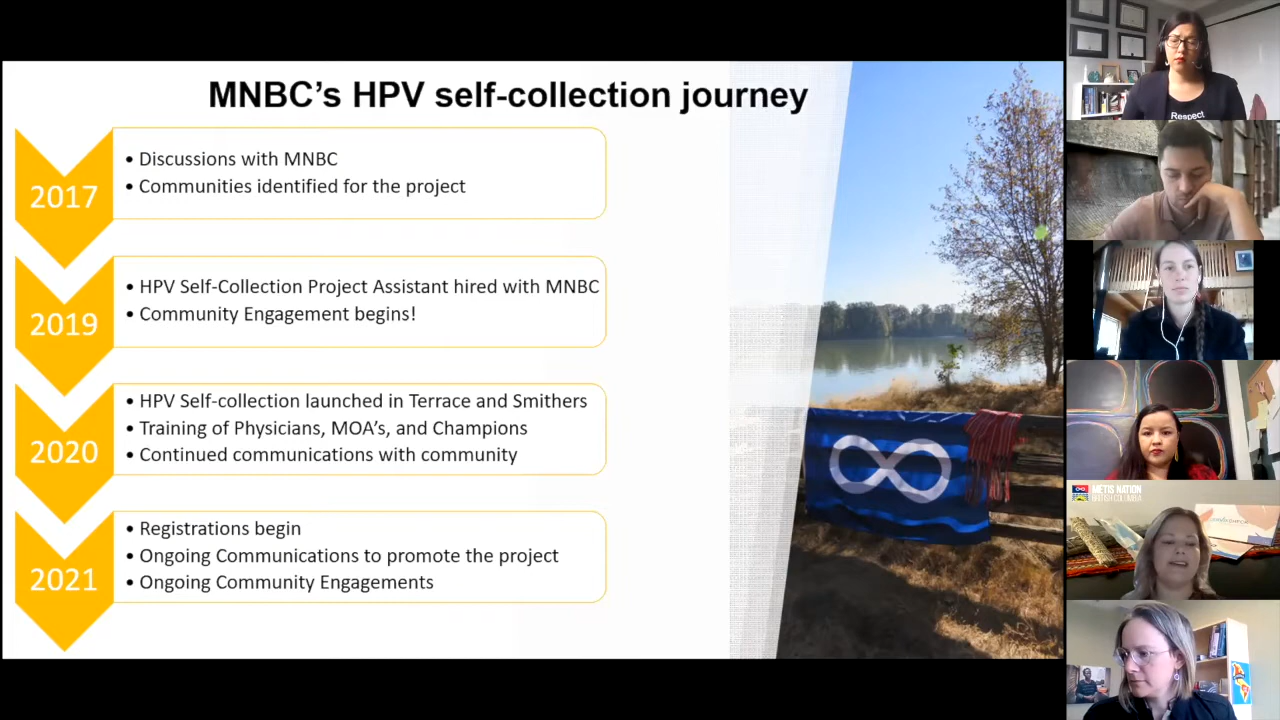 MNBC’s HPV self-collection journey
2017
• Discussions with MNBC
• Communities identified for the project
2019
• HPV Self-Collection Project Assistant hired with MNBC
• Community Engagement begins!
2020
• HPV Self-collection launched in Terrace and Smithers
Training of Physicians, MOA's, and Champions
• Continued communications with community
021
• Registrations begin
• Ongoing Communications to promote the project
• Ongoing Community Engagements
Respect
MÉTIS NATION
BRITISH COLUMBIA